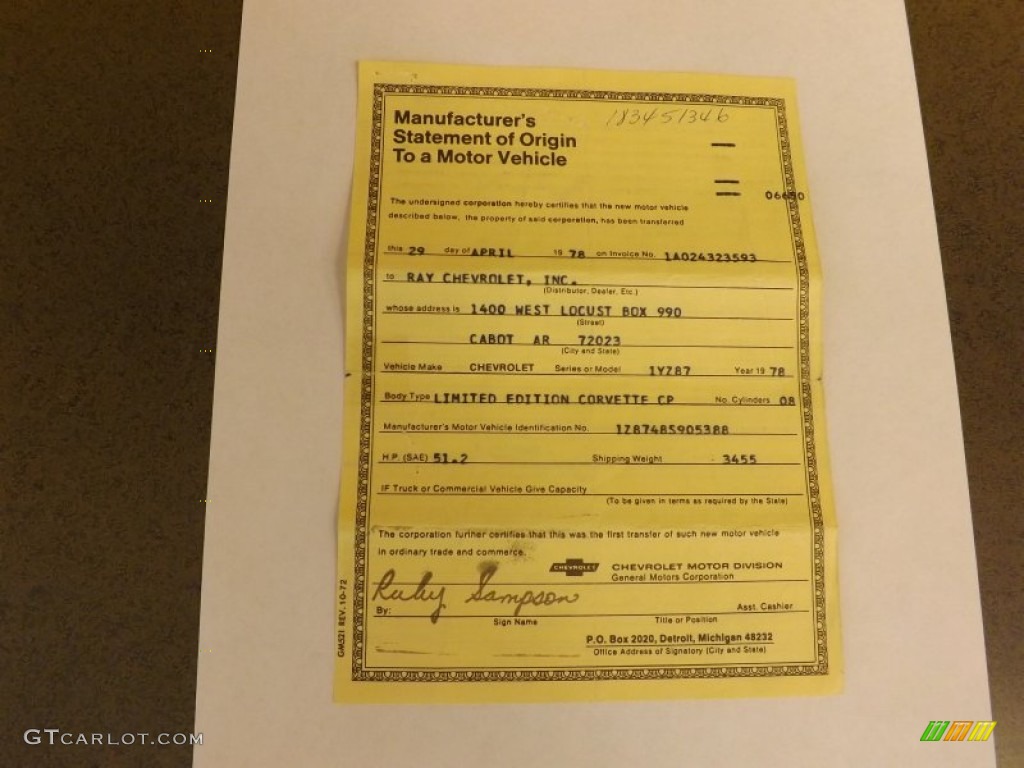 Manufacturer's 183451346
Statement of Origin
To a Motor Vehicle
06650
The undersigned corporation hereby certifies that the new motor vehicle
described below, the property of said corporation, has been transferred
this 29 day of APRIL 19 78 on Invoice No. 1A024323593
to RAY CHEVROLET, INC.
(Distributor, Dealer, Etc.)
whose address is 1400 WEST LOCUST BOX 990
(Street)
CABOT AR 72023
(City and State)
Vehicle Make CHEVROLET Series or Model 1YZ87 Year 19 78
Body Type LIMITED EDITION CORVETTE CP No. Cylinders 08
Manufacturer's Motor Vehicle Identification No. 1Z8748S905388
H.P. (SAE) 51.2 Shipping Weight 3455
IF Truck or Commercial Vehicle Give Capacity
(To be given in terms as required by the State)
The corporation further certifies that this was the first transfer of such new motor vehicle
in ordinary trade and commerce.
CHEVROLET CHEVROLET MOTOR DIVISION
General Motors Corporation
Ruby Sampson
By: Asst. Cashier
Sign Name Title or Position
P.O. Box 2020, Detroit, Michigan 48232
Office Address of Signatory (City and State)
GM521 REV. 10-72
GTCARLOT.COM